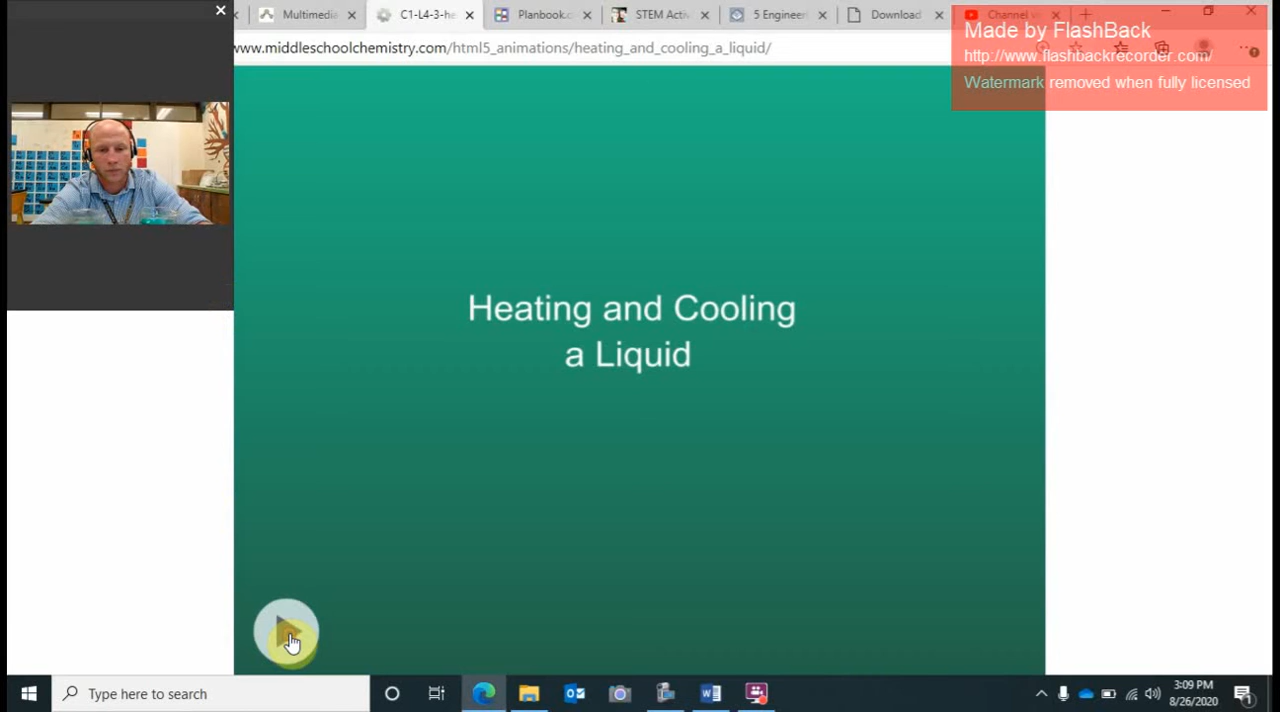 Multimedia
C1-L4-3-he
Planbook.c
STEM Activ
5 Engineer
Download
www.middleschoolchemistry.com/html5_animations/heating_and_cooling_a_liquid/
Made by FlashBack
http://www.flashbackrecorder.com/
Watermark removed when fully licensed
Heating and Cooling
a Liquid
Type here to search
3:09 PM
8/26/2020
1